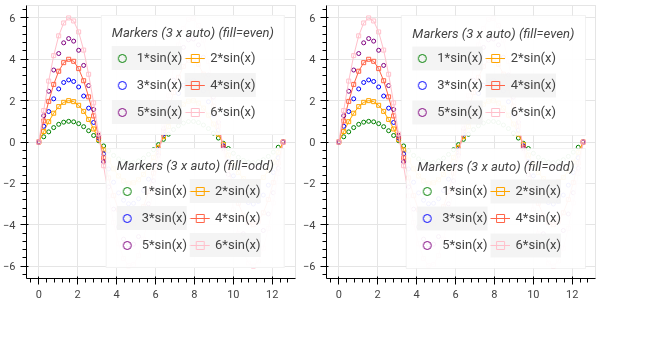 Markers (3 x auto) (fill=even)
1*sin(x) 2*sin(x)
3*sin(x) 4*sin(x)
5*sin(x) 6*sin(x)
Markers (3 x auto) (fill=odd)
1*sin(x) 2*sin(x)
3*sin(x) 4*sin(x)
5*sin(x) 6*sin(x)
6
4
2
0
−2
−4
−6
0 2 4 6 8 10 12
Markers (3 x auto) (fill=even)
1*sin(x) 2*sin(x)
3*sin(x) 4*sin(x)
5*sin(x) 6*sin(x)
Markers (3 x auto) (fill=odd)
1*sin(x) 2*sin(x)
3*sin(x) 4*sin(x)
5*sin(x) 6*sin(x)
6
4
2
0
−2
−4
−6
0 2 4 6 8 10 12